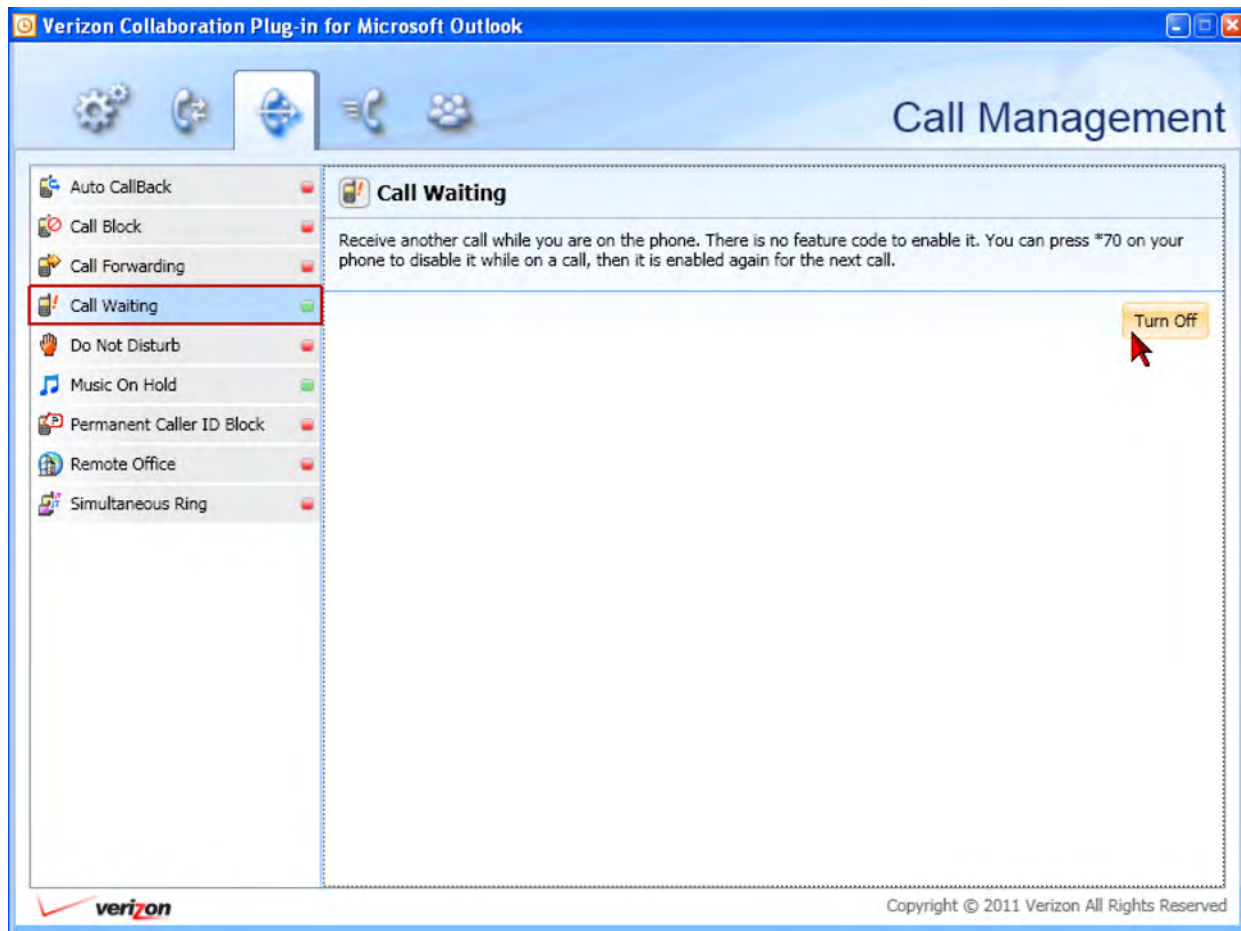 Verizon Collaboration Plug-in for Microsoft Outlook
Call Management
Auto CallBack
Call Block
Call Forwarding
Call Waiting
Do Not Disturb
Music On Hold
Permanent Caller ID Block
Remote Office
Simultaneous Ring
Call Waiting
Receive another call while you are on the phone. There is no feature code to enable it. You can press *70 on your
phone to disable it while on a call, then it is enabled again for the next call.
Turn Off
verizon
Copyright © 2011 Verizon All Rights Reserved